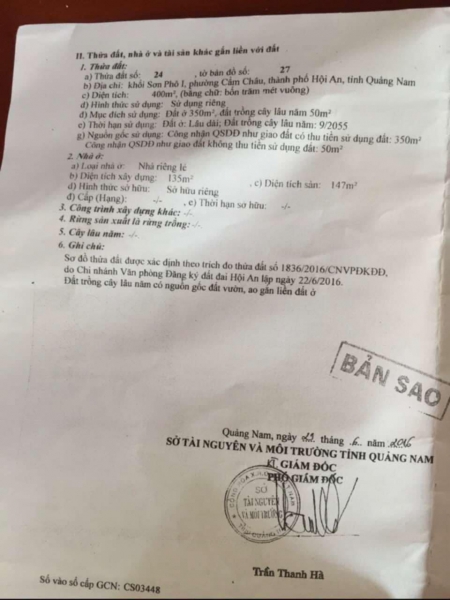 II. Thửa đất, nhà ở và tài sản khác gắn liền với đất
1. Thửa đất:
a) Thửa đất số: 24 , tờ bản đồ số: 27
b) Địa chỉ: khối Sơn Phô I, phường Cẩm Châu, thành phố Hội An, tỉnh Quảng Nam
c) Diện tích: 400m², (bằng chữ: bốn trăm mét vuông)
d) Hình thức sử dụng: Sử dụng riêng
đ) Mục đích sử dụng: Đất ở 350m², đất trồng cây lâu năm 50m²
e) Thời hạn sử dụng: Đất ở: Lâu dài; Đất trồng cây lâu năm: 9/2055
g) Nguồn gốc sử dụng: Công nhận QSDĐ như giao đất có thu tiền sử dụng đất: 350m²
Công nhận QSDĐ như giao đất không thu tiền sử dụng đất: 50m²
2. Nhà ở:
a) Loại nhà ở: Nhà riêng lẻ
b) Diện tích xây dựng: 135m² , c) Diện tích sàn: 147m²
d) Hình thức sở hữu: Sở hữu riêng
đ) Cấp (Hạng): -/- , e) Thời hạn sở hữu: -/-
3. Công trình xây dựng khác: -/-
4. Rừng sản xuất là rừng trồng: -/-
5. Cây lâu năm: -/-
6. Ghi chú:
Sơ đồ thửa đất được xác định theo trích đo thửa đất số 1836/2016/CNVPĐKĐĐ,
do Chi nhánh Văn phòng Đăng ký đất đai Hội An lập ngày 22/6/2016.
Đất trồng cây lâu năm có nguồn gốc đất vườn, ao gắn liền đất ở
BẢN SAO
Quảng Nam, ngày tháng 6 năm 2016
SỞ TÀI NGUYÊN VÀ MÔI TRƯỜNG TỈNH QUẢNG NAM
KT. GIÁM ĐỐC
PHÓ GIÁM ĐỐC
SỞ
TÀI NGUYÊN
VÀ MÔI TRƯỜNG
Trần Thanh Hà
Số vào sổ cấp GCN: CS03448